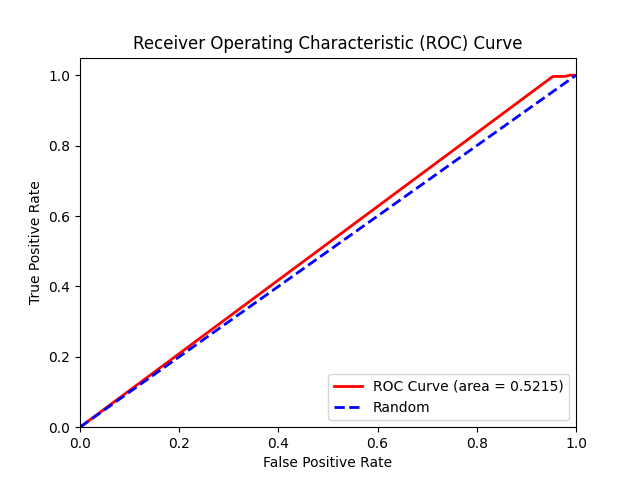 Receiver Operating Characteristic (ROC) Curve
1.0
0.8
0.6
0.4
0.2
0.0
True Positive Rate
ROC Curve (area = 0.5215)
Random
0.0 0.2 0.4 0.6 0.8 1.0
False Positive Rate